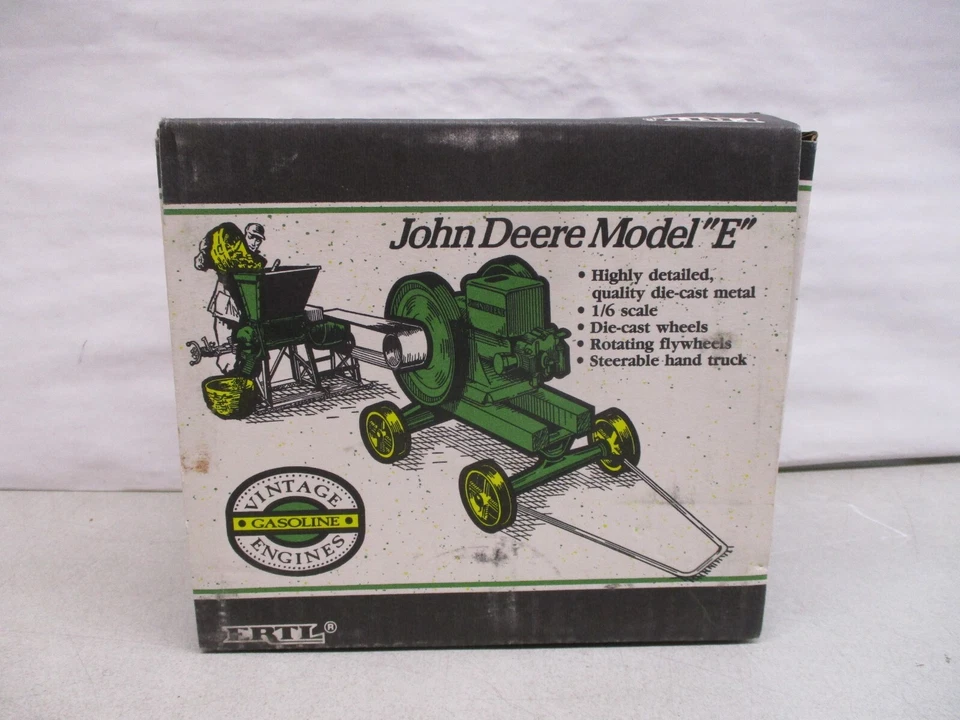 John Deere Model "E"
• Highly detailed,
quality die-cast metal
• 1/6 scale
• Die-cast wheels
• Rotating flywheels
• Steerable hand truck
VINTAGE
• GASOLINE •
ENGINES
ERTL®